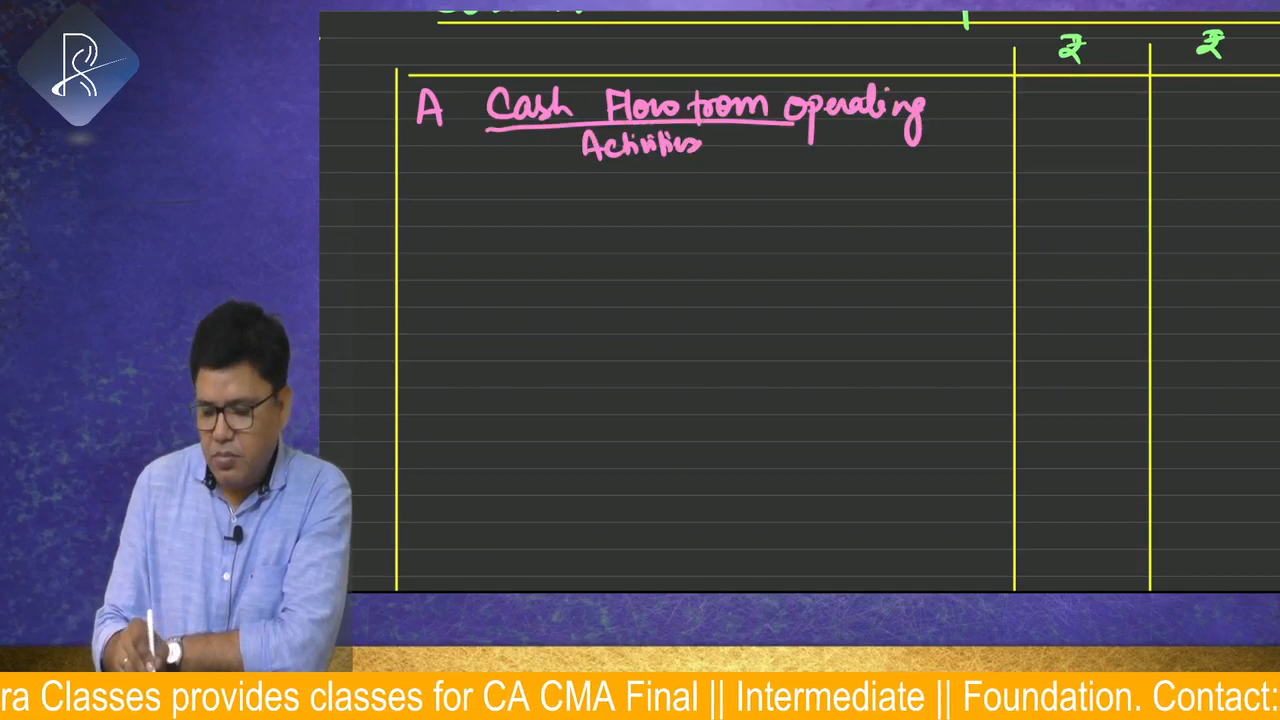 ₹ ₹
A Cash Flow from operating
Activities
ra Classes provides classes for CA CMA Final || Intermediate || Foundation. Contact: